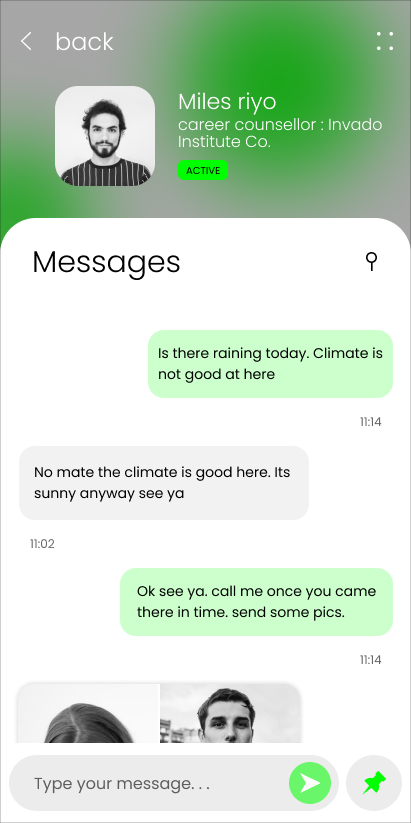 back
Miles riyo
career counsellor : Invado
Institute Co.
ACTIVE
Messages
Is there raining today. Climate is
not good at here
11:14
No mate the climate is good here. Its
sunny anyway see ya
11:02
Ok see ya. call me once you came
there in time. send some pics.
11:14
Type your message. . .